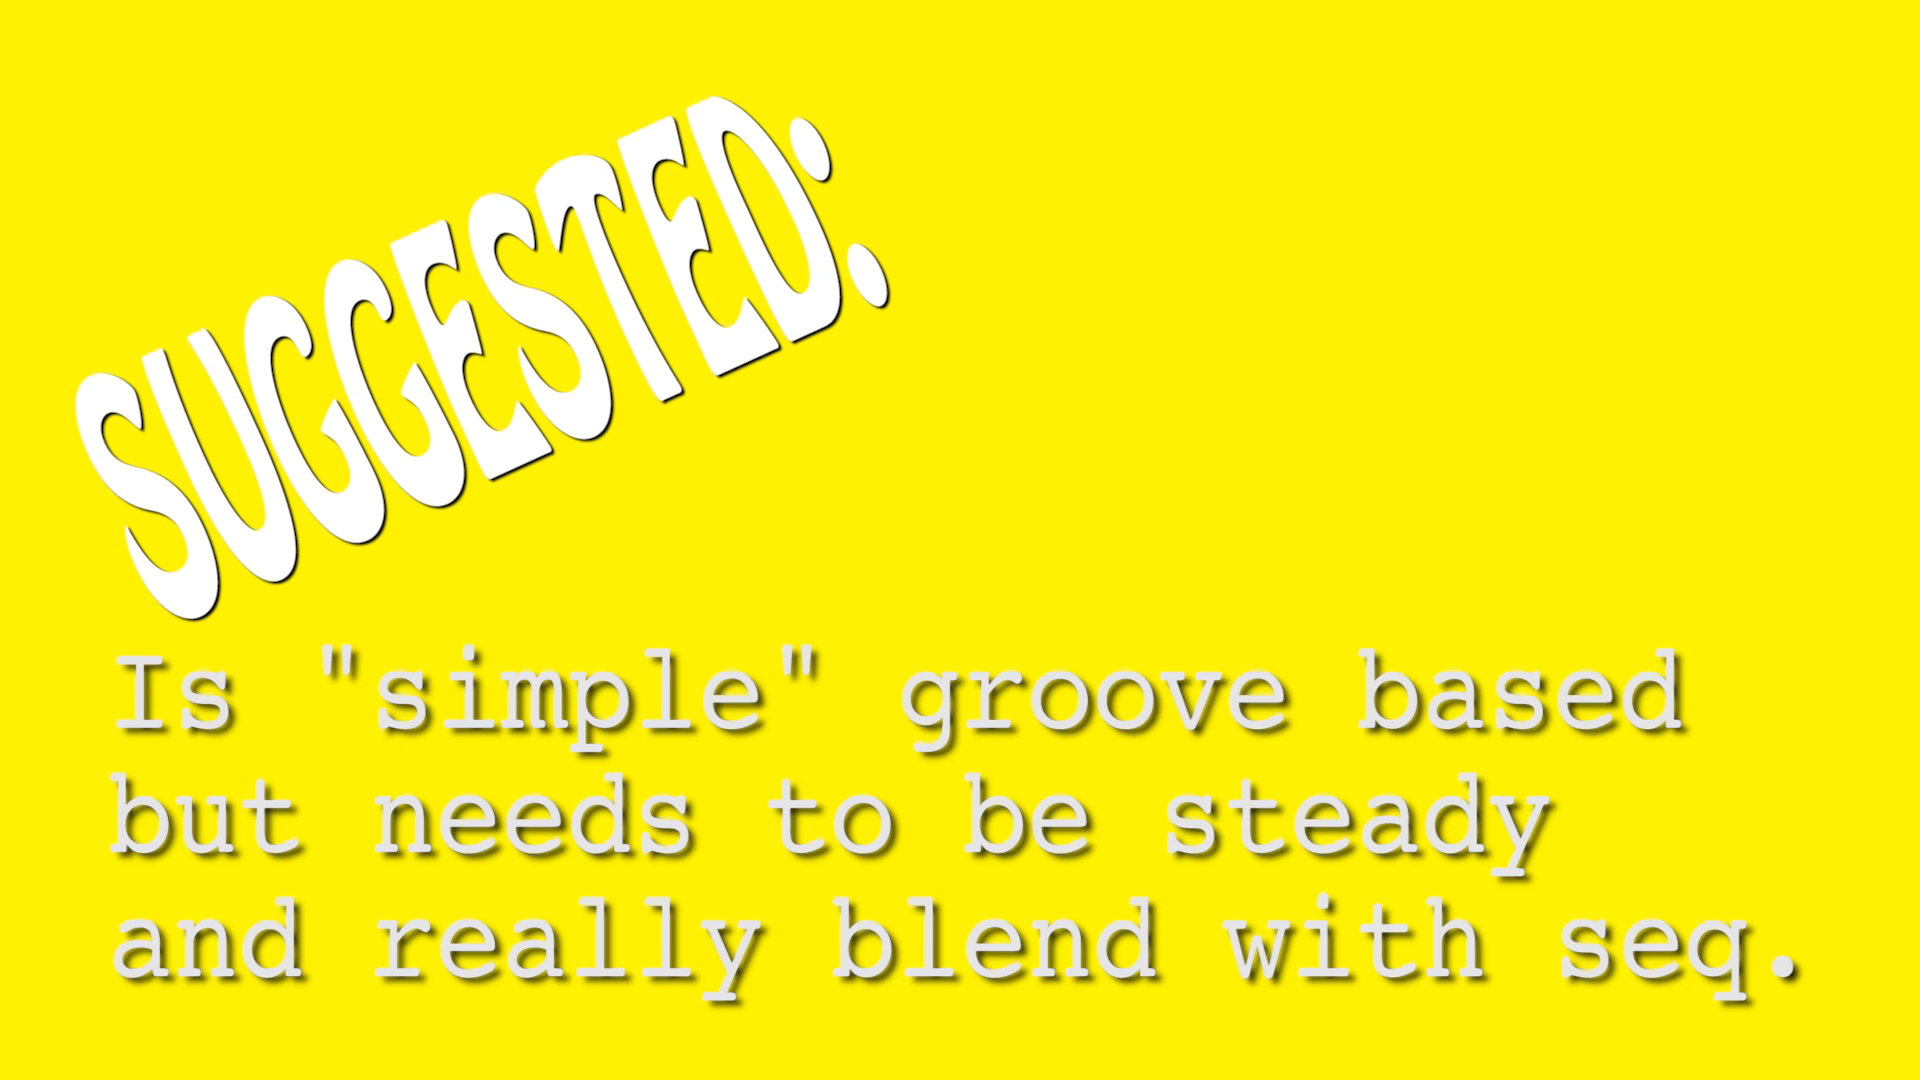 SUGGESTED:
Is "simple" groove based
but needs to be steady
and really blend with seq.